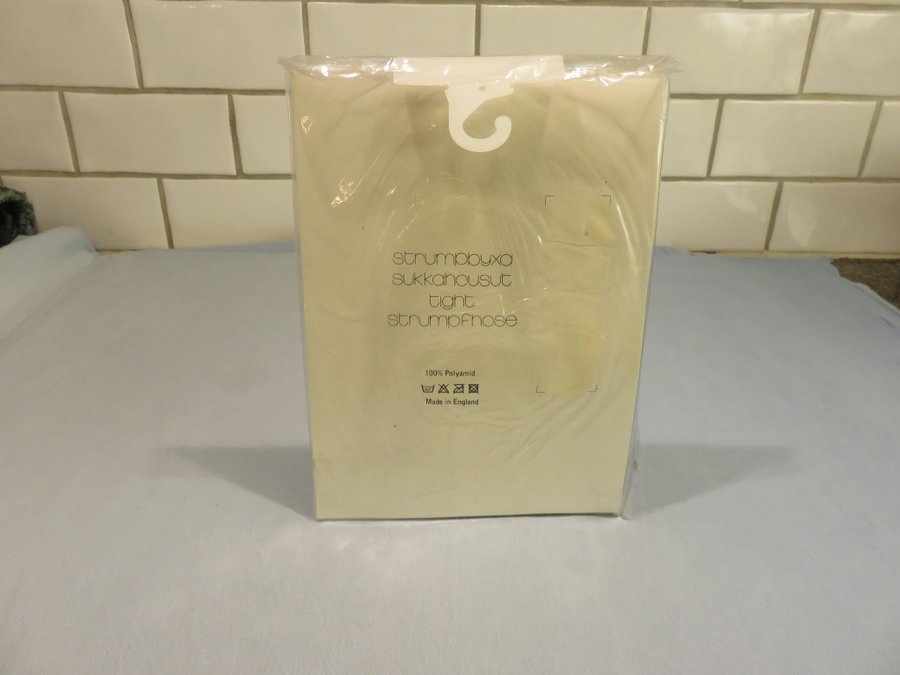 strumpbyxa
sukkahousut
tight
strumpfhose
100% Polyamid
Made in England